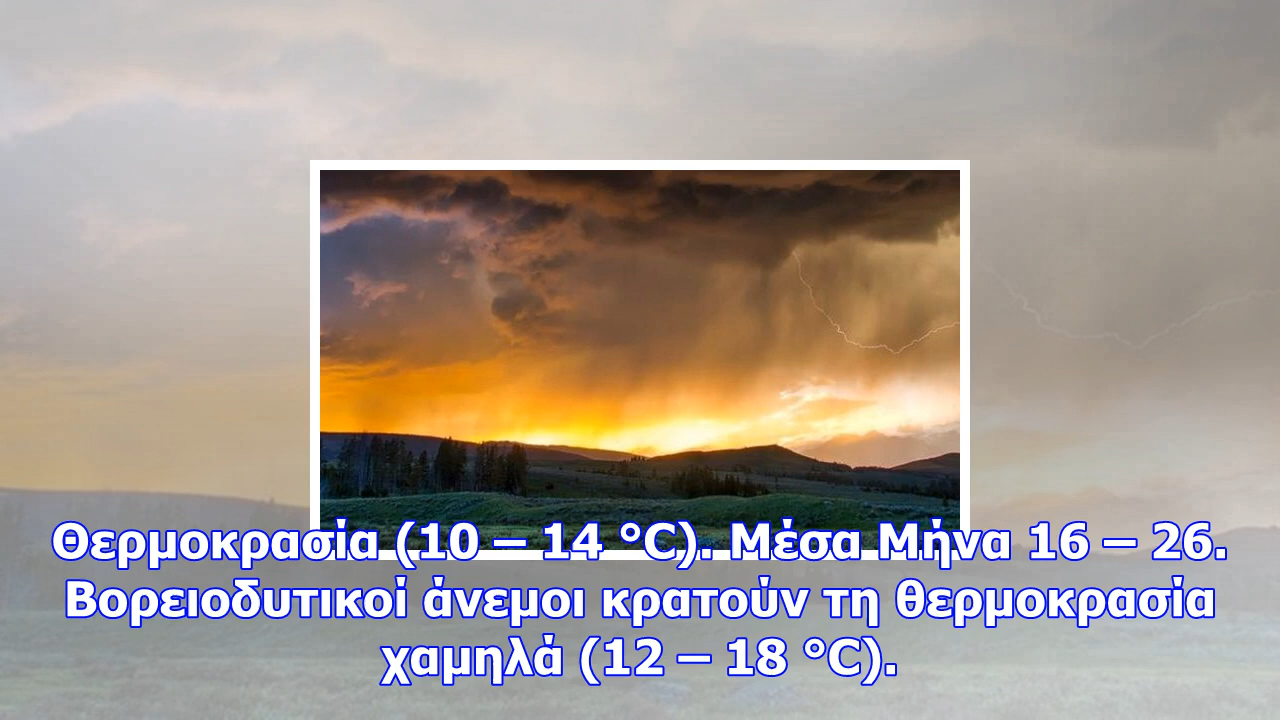 Θερμοκρασία (10 – 14 °C). Μέσα Μήνα 16 – 26.
Βορειοδυτικοί άνεμοι κρατούν τη θερμοκρασία
χαμηλά (12 – 18 °C).